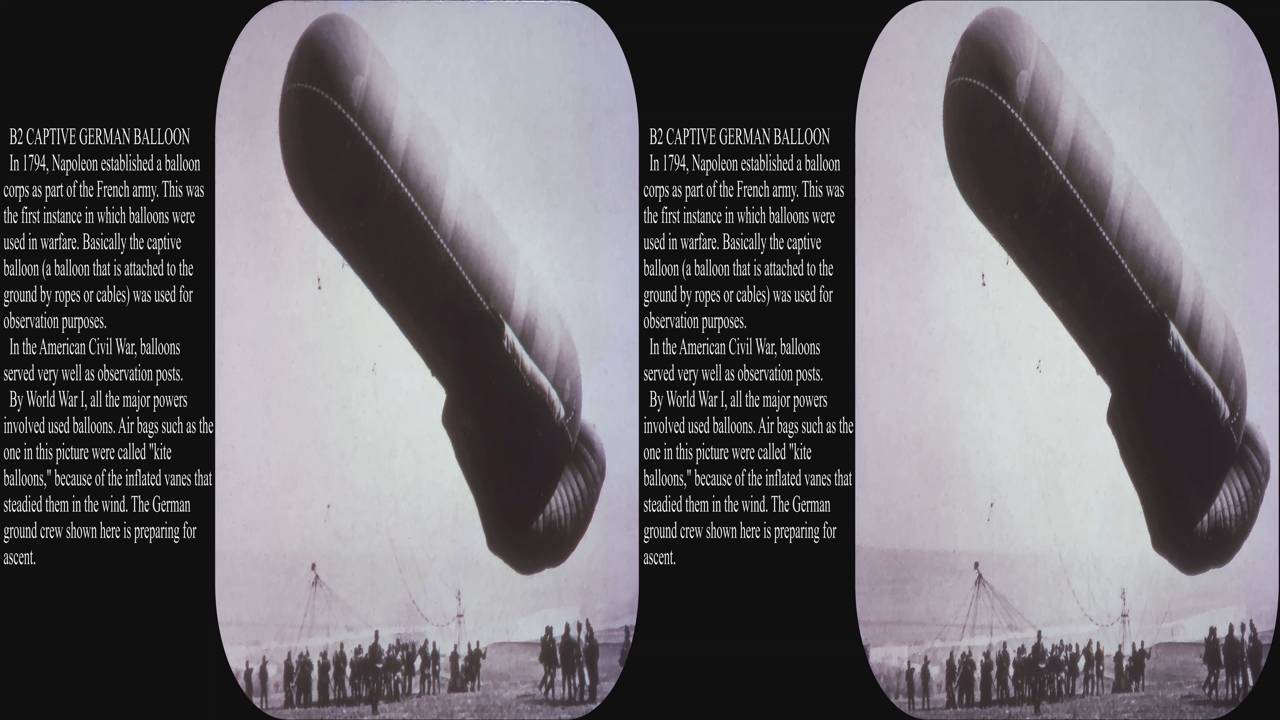 B2 CAPTIVE GERMAN BALLOON
In 1794, Napoleon established a balloon
corps as part of the French army. This was
the first instance in which balloons were
used in warfare. Basically the captive
balloon (a balloon that is attached to the
ground by ropes or cables) was used for
observation purposes.
In the American Civil War, balloons
served very well as observation posts.
By World War I, all the major powers
involved used balloons. Air bags such as the
one in this picture were called "kite
balloons," because of the inflated vanes that
steadied them in the wind. The German
ground crew shown here is preparing for
ascent.
B2 CAPTIVE GERMAN BALLOON
In 1794, Napoleon established a balloon
corps as part of the French army. This was
the first instance in which balloons were
used in warfare. Basically the captive
balloon (a balloon that is attached to the
ground by ropes or cables) was used for
observation purposes.
In the American Civil War, balloons
served very well as observation posts.
By World War I, all the major powers
involved used balloons. Air bags such as the
one in this picture were called "kite
balloons," because of the inflated vanes that
steadied them in the wind. The German
ground crew shown here is preparing for
ascent.